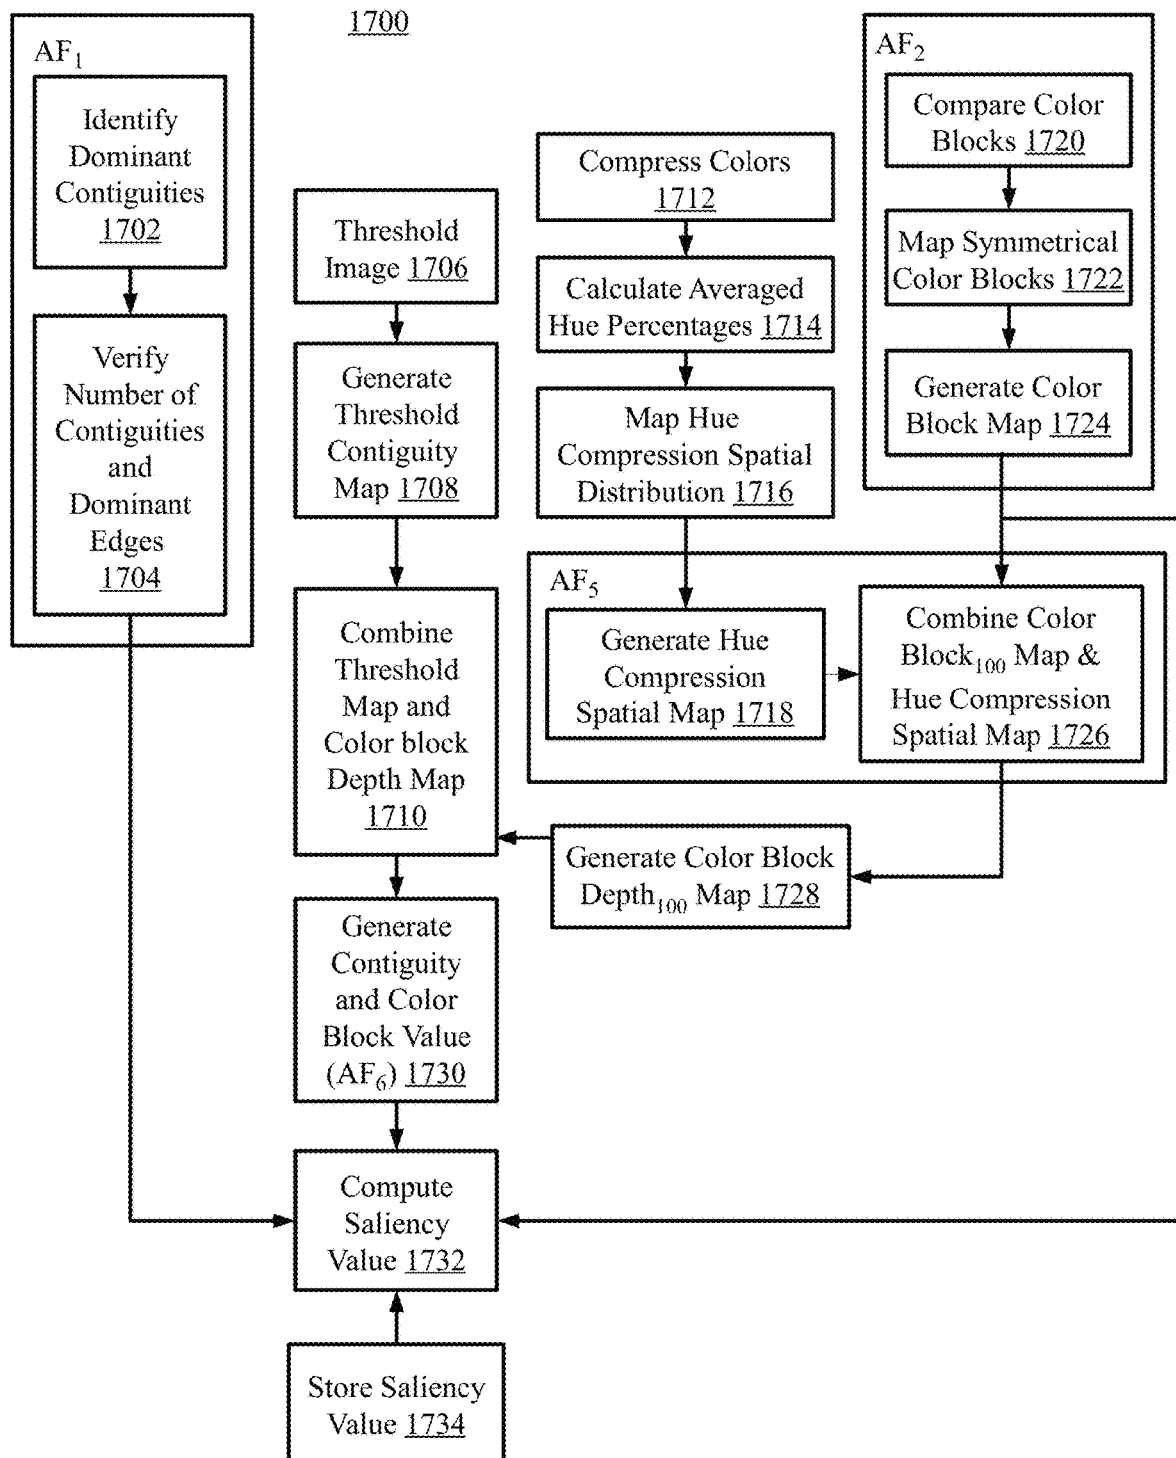 1700
AF1
Identify
Dominant
Contiguities
1702
Verify
Number of
Contiguities
and
Dominant
Edges
1704
Threshold
Image 1706
Generate
Threshold
Contiguity
Map 1708
Combine
Threshold
Map and
Color block
Depth Map
1710
Generate
Contiguity
and Color
Block Value
(AF6) 1730
Compute
Saliency
Value 1732
Store Saliency
Value 1734
Compress Colors
1712
Calculate Averaged
Hue Percentages 1714
Map Hue
Compression Spatial
Distribution 1716
AF5
Generate Hue
Compression
Spatial Map 1718
AF2
Compare Color
Blocks 1720
Map Symmetrical
Color Blocks 1722
Generate Color
Block Map 1724
Combine Color
Block100 Map &
Hue Compression
Spatial Map 1726
Generate Color Block
Depth100 Map 1728